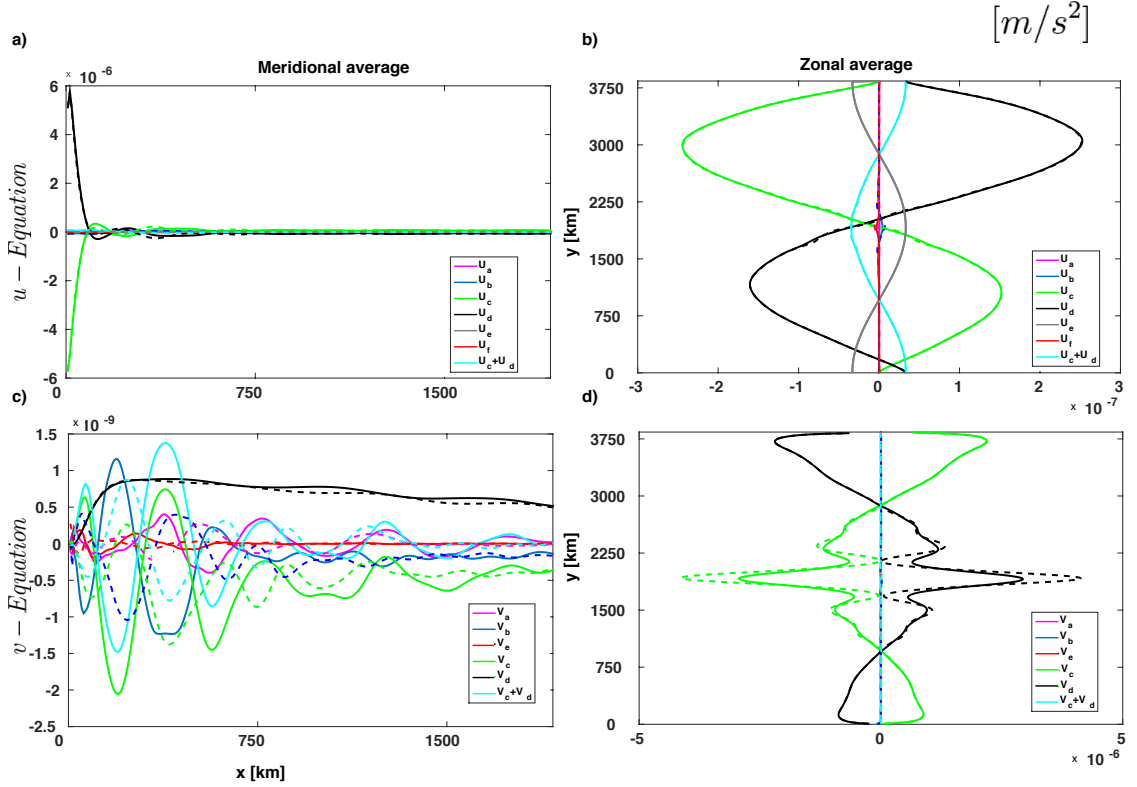 [m/s²]
a)
Meridional average
× 10⁻⁶
6
4
2
0
-2
-4
-6
u − Equation
0
750
1500
U_a
U_b
U_c
U_d
U_e
U_f
U_c+U_d
b)
Zonal average
3750
3000
2250
1500
750
0
y [km]
-3
-2
-1
0
1
2
3
× 10⁻⁷
U_a
U_b
U_c
U_d
U_e
U_f
U_c+U_d
c)
× 10⁻⁹
1.5
1
0.5
0
-0.5
-1
-1.5
-2
-2.5
v − Equation
0
750
1500
x [km]
V_a
V_b
V_e
V_c
V_d
V_c+V_d
d)
3750
3000
2250
1500
750
0
y [km]
-5
0
5
× 10⁻⁶
V_a
V_b
V_e
V_c
V_d
V_c+V_d